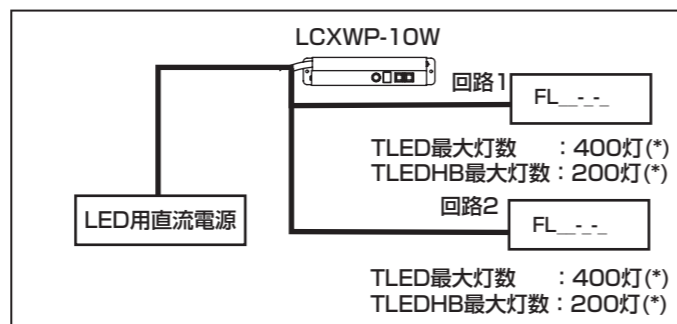 LCXWP-10W
回路1
FL__-_-_
TLED最大灯数　：400灯(*)
TLEDHB最大灯数：200灯(*)
回路2
LED用直流電源
FL__-_-_
TLED最大灯数　：400灯(*)
TLEDHB最大灯数：200灯(*)